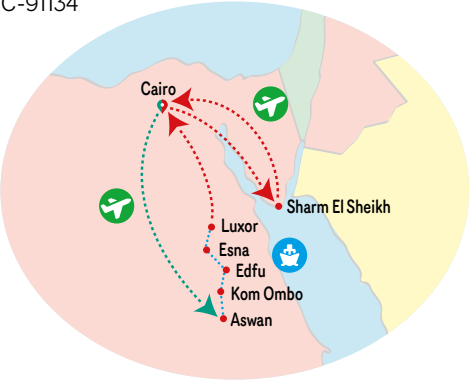 C-91134
Cairo
Sharm El Sheikh
Luxor
Esna
Edfu
Kom Ombo
Aswan